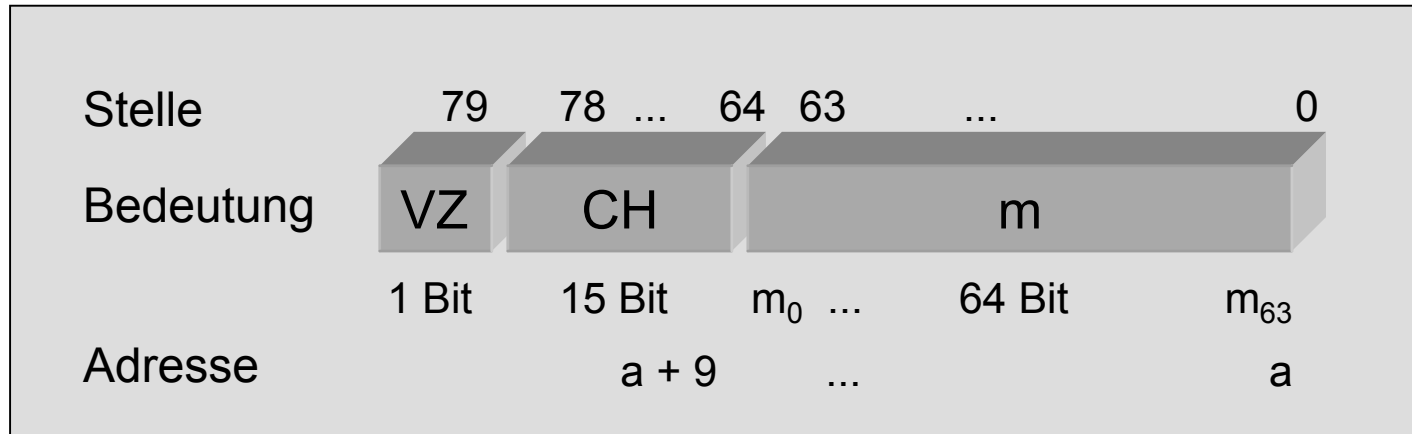 Stelle 79 78 ... 64 63 ... 0
Bedeutung VZ CH m
1 Bit 15 Bit m₀ ... 64 Bit m₆₃
Adresse a + 9 ... a